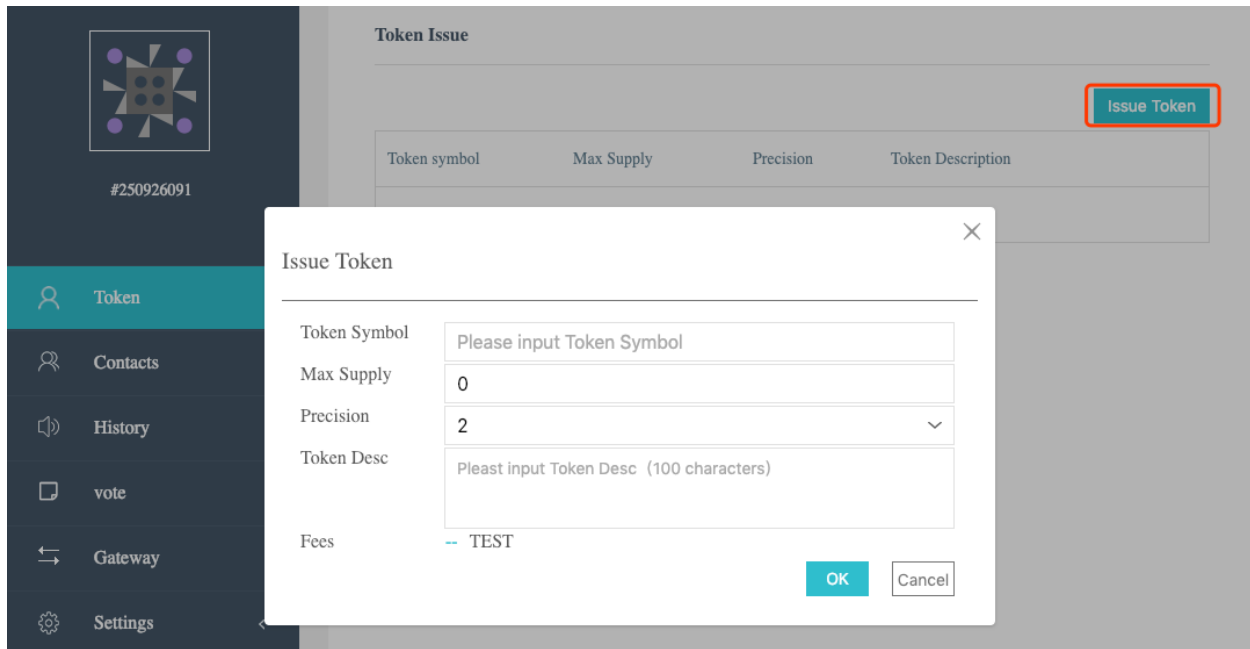 Token Issue
Issue Token
Token symbol Max Supply Precision Token Description
#250926091
Issue Token
Token Symbol Please input Token Symbol
Max Supply 0
Precision 2
Token Desc Pleast input Token Desc (100 characters)
Fees -- TEST
OK Cancel
Token
Contacts
History
vote
Gateway
Settings